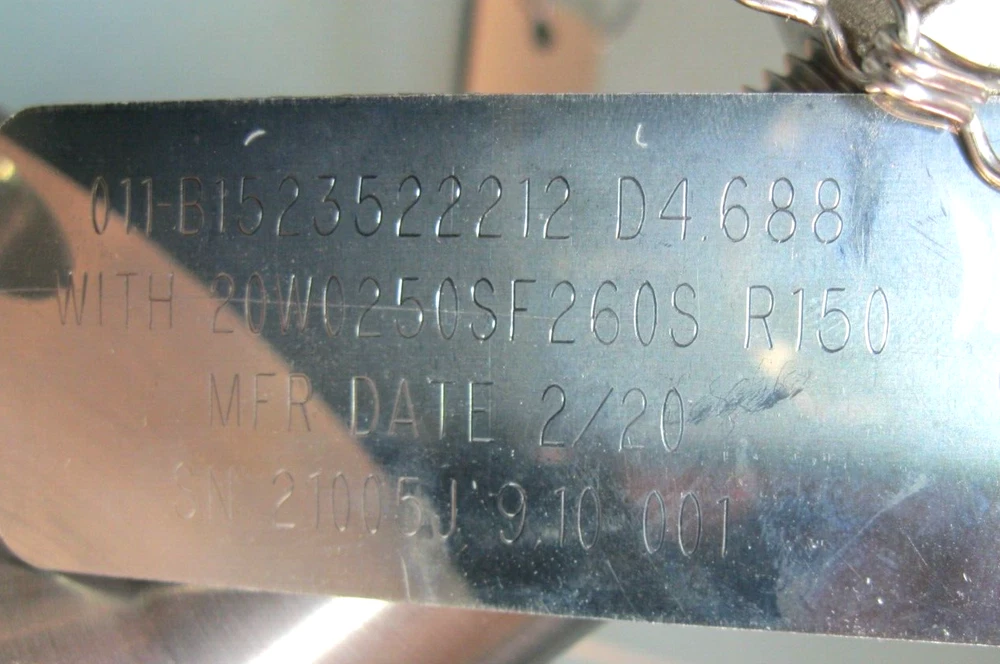 011-B1523522212 D4.688
WITH 20W0250SF260S R150
MFR DATE 2/20
SN 21005J 9.10 001